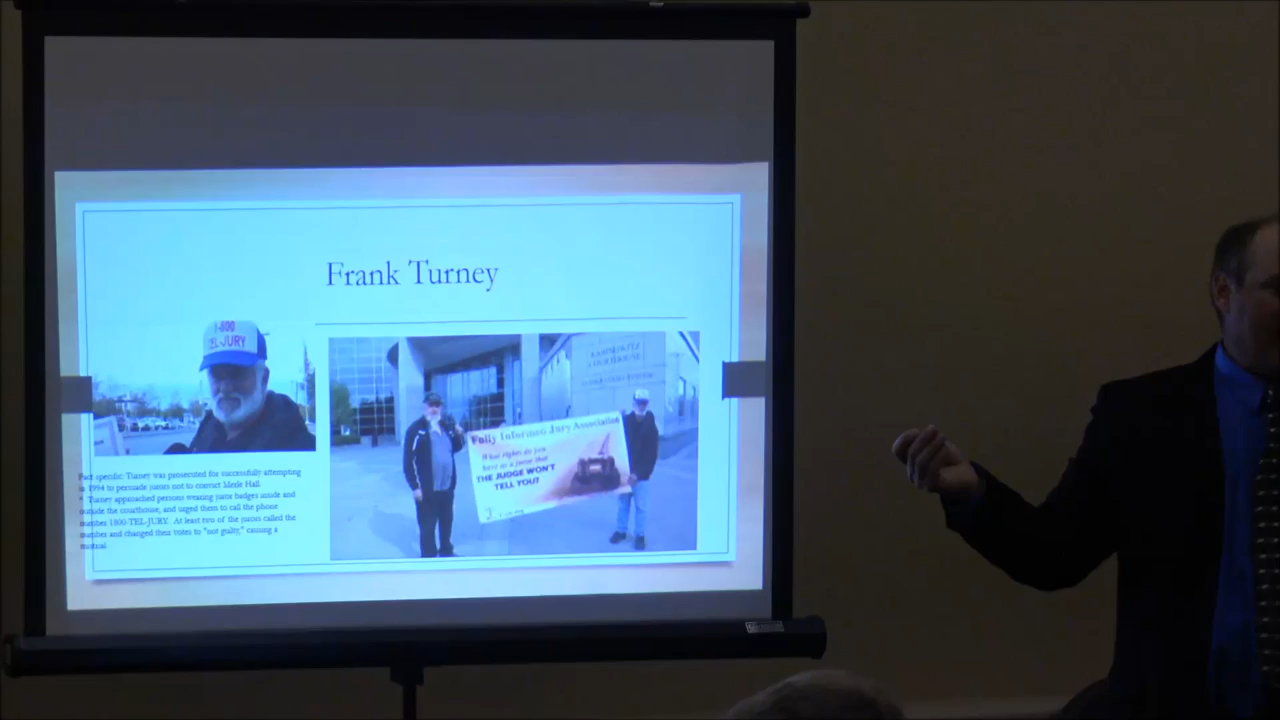 Frank Turney
1-800
TEL-JURY
COURTHOUSE
Fully Informed Jury Association
What rights do you
have as a juror that
THE JUDGE WON'T
TELL YOU?
Fact specific: Turney was prosecuted for successfully attempting
in 1994 to persuade jurors not to convict Merle Hall.
* Turney approached persons wearing juror badges inside and
outside the courthouse, and urged them to call the phone
number 1800-TEL-JURY. At least two of the jurors called the
number and changed their votes to "not guilty," causing a
mistrial.